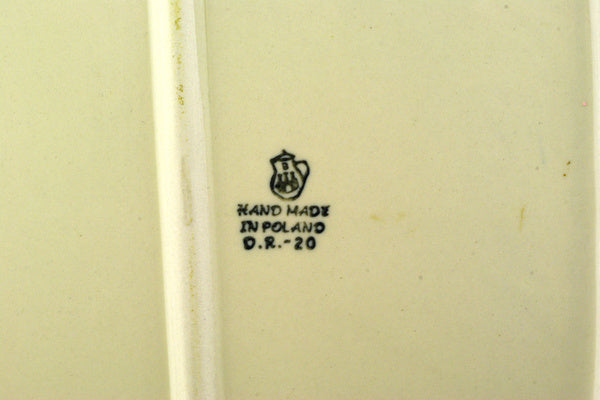 B
HAND MADE
IN POLAND
D.R.-20